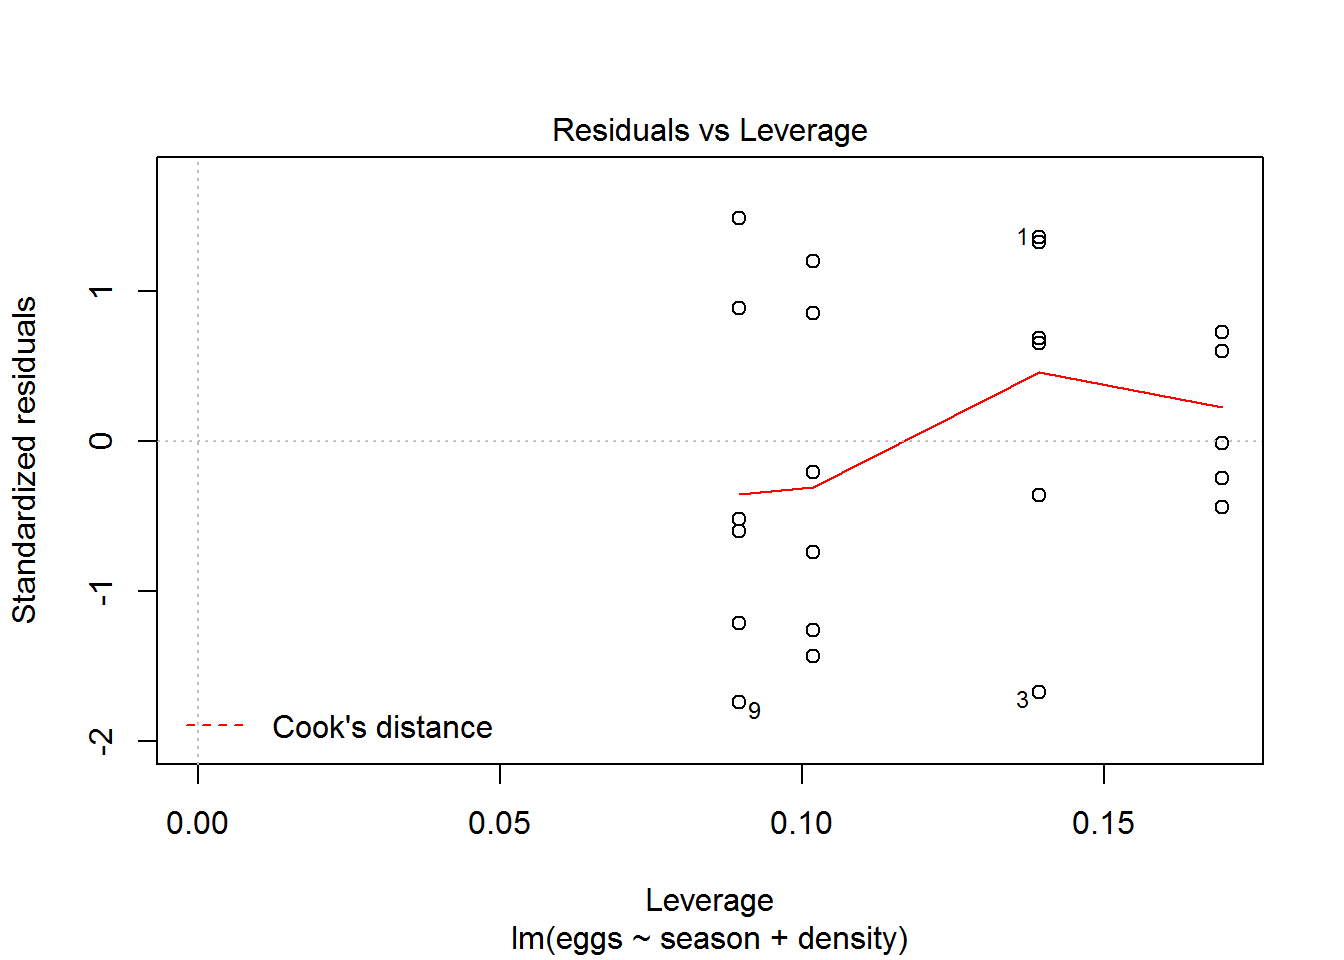 Residuals vs Leverage
Standardized residuals
1
0
-1
-2
1
3
9
Cook's distance
0.00 0.05 0.10 0.15
Leverage
lm(eggs ~ season + density)